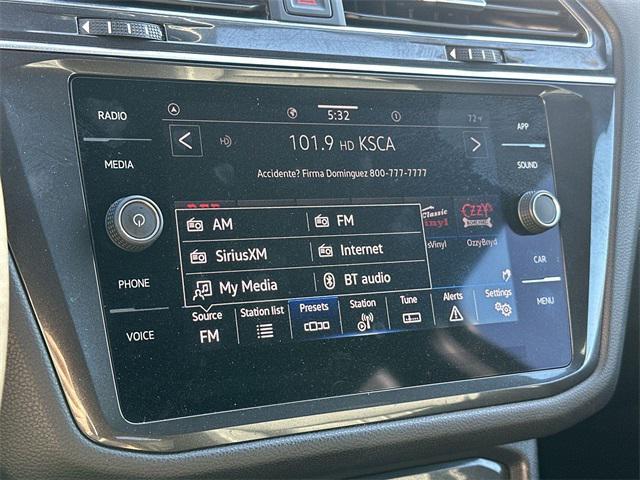 RADIO
MEDIA
PHONE
VOICE
5:32
72°F
101.9 HD KSCA
Accidente? Firma Dominguez 800-777-7777
AM
FM
SiriusXM
Internet
My Media
BT audio
Classic Vinyl
Ozzy's
sVinyl
OzzyBnyd
Source
FM
Station list
Presets
Station
Tune
Alerts
Settings
APP
SOUND
CAR
MENU